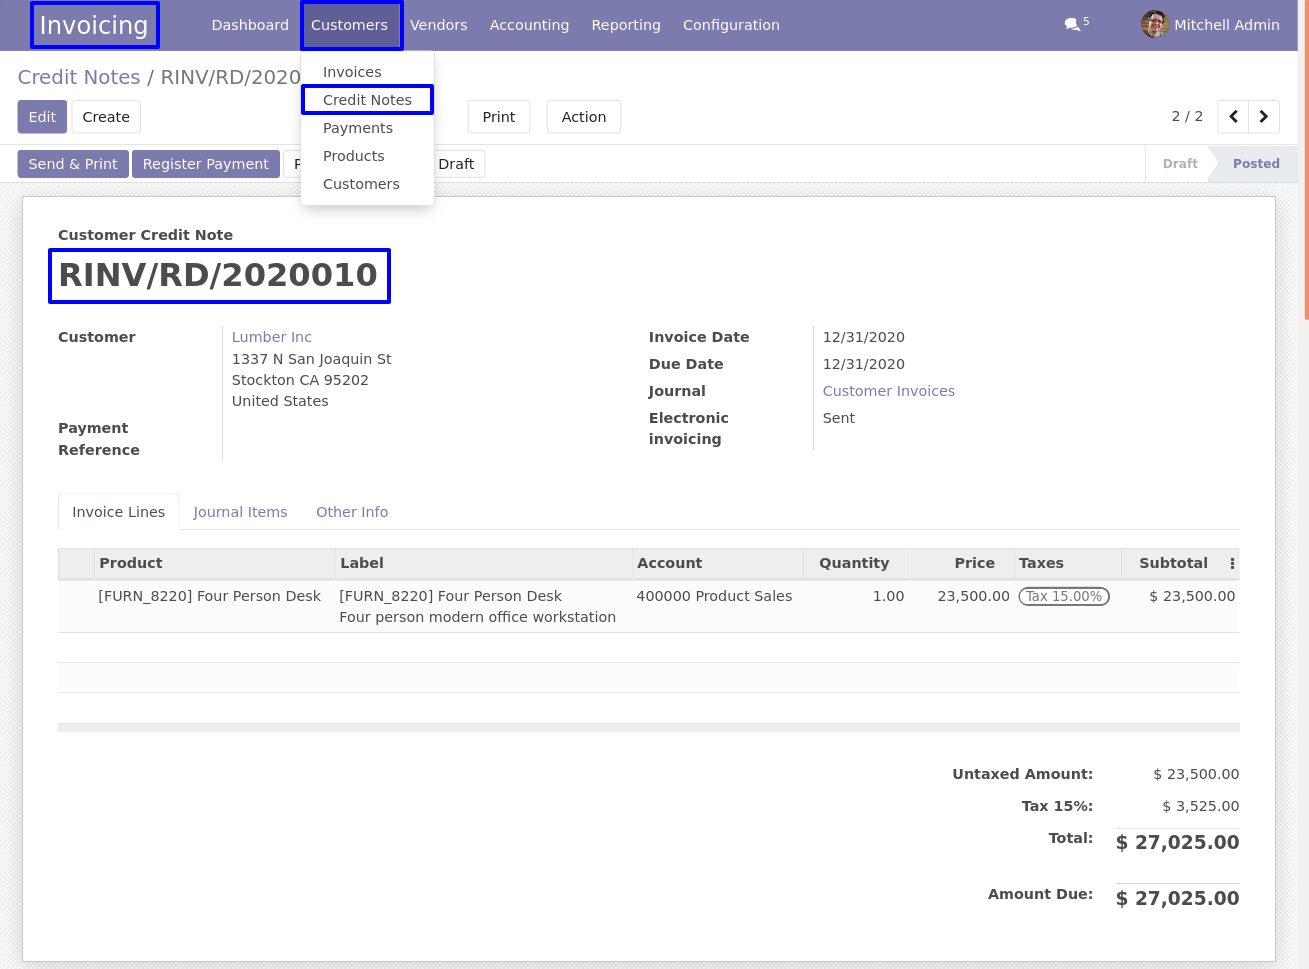 Invoicing Dashboard Customers Vendors Accounting Reporting Configuration 5 Mitchell Admin
Credit Notes / RINV/RD/2020
Invoices
Credit Notes
Payments
Products
Customers
Edit Create Print Action 2 / 2
Send & Print Register Payment P Draft Draft Posted
Customer Credit Note
RINV/RD/2020010
Customer Lumber Inc
1337 N San Joaquin St
Stockton CA 95202
United States
Payment
Reference
Invoice Date 12/31/2020
Due Date 12/31/2020
Journal Customer Invoices
Electronic Sent
invoicing
Invoice Lines Journal Items Other Info
Product Label Account Quantity Price Taxes Subtotal
[FURN_8220] Four Person Desk [FURN_8220] Four Person Desk 400000 Product Sales 1.00 23,500.00 Tax 15.00% $ 23,500.00
Four person modern office workstation
Untaxed Amount: $ 23,500.00
Tax 15%: $ 3,525.00
Total: $ 27,025.00
Amount Due: $ 27,025.00